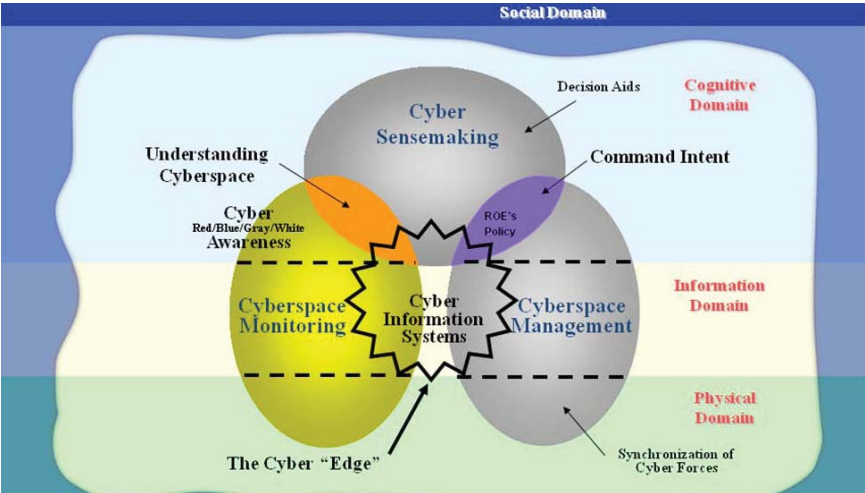 Social Domain
Decision Aids
Cognitive
Domain
Cyber
Sensemaking
Understanding
Cyberspace
Command Intent
Cyber
Red/Blue/Gray/White
Awareness
ROE's
Policy
Information
Domain
Cyberspace
Monitoring
Cyber
Information
Systems
Cyberspace
Management
Physical
Domain
The Cyber “Edge”
Synchronization of
Cyber Forces